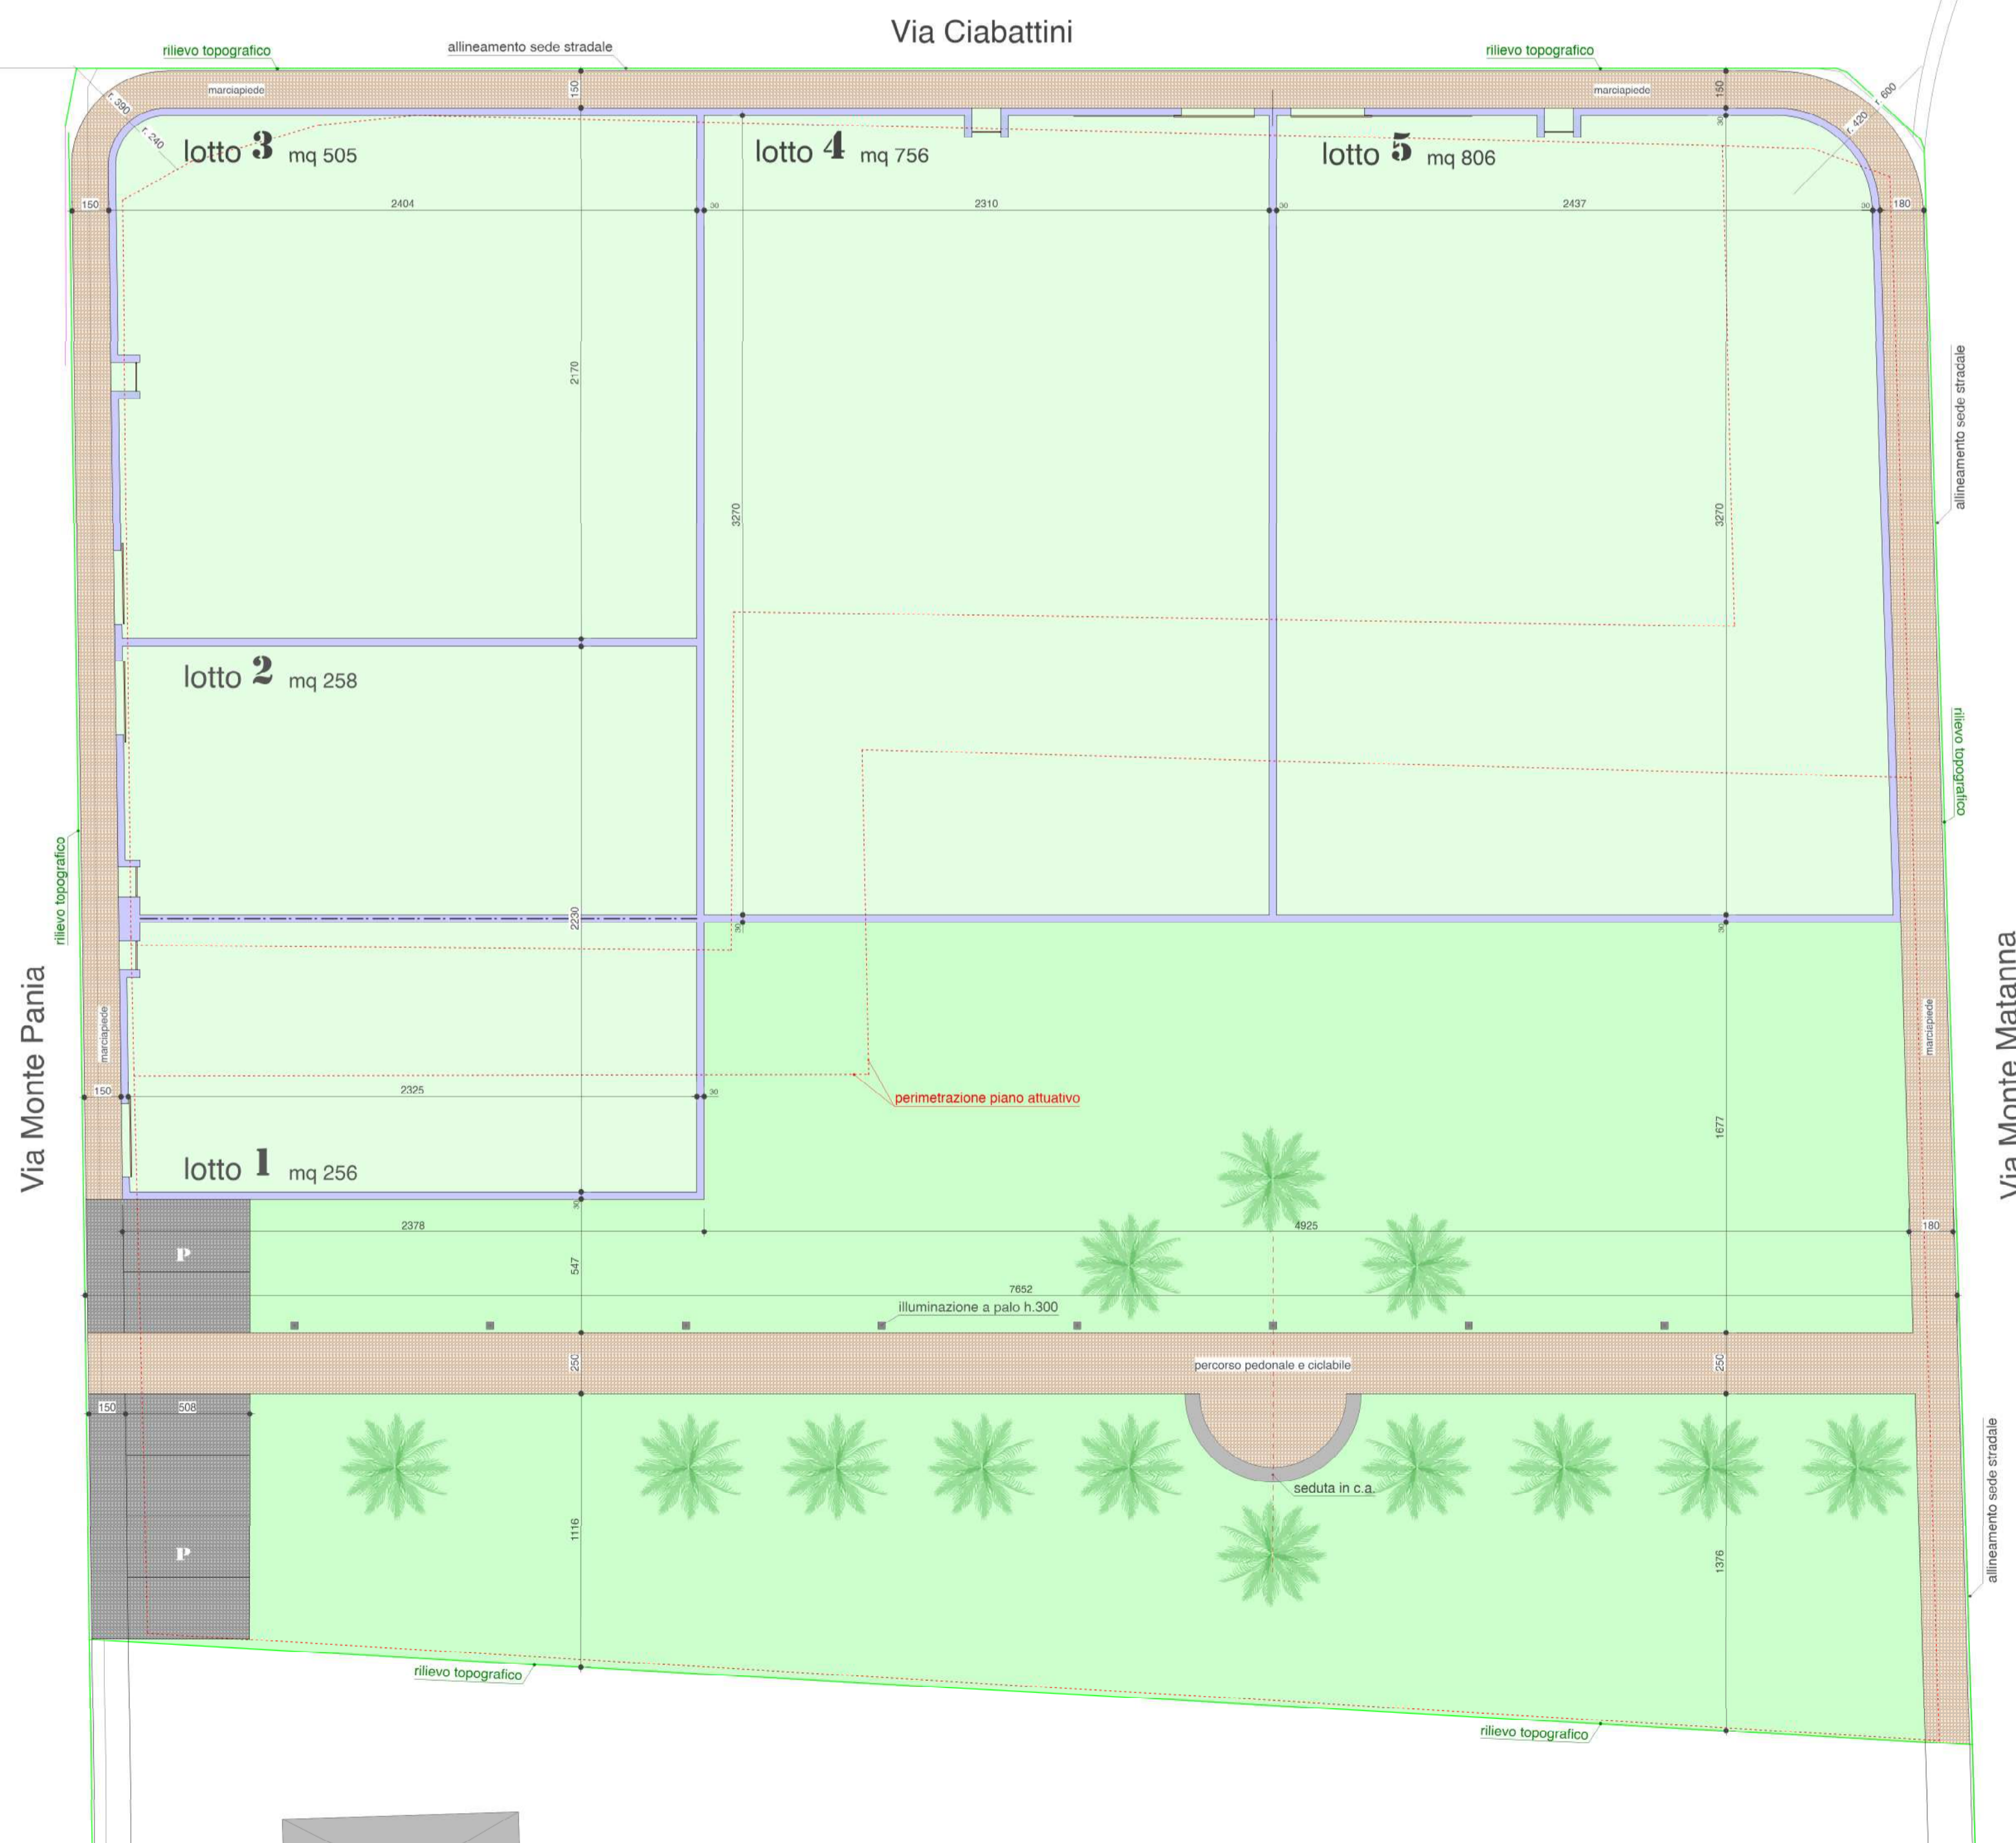 Via Ciabattini
rilievo topografico
allineamento sede stradale
rilievo topografico
marciapiede
150
marciapiede
150
r. 390
r. 240
r. 600
r. 420
30
lotto 3 mq 505
lotto 4 mq 756
lotto 5 mq 806
150
2404
30
2310
30
2437
30
180
2170
3270
3270
allineamento sede stradale
lotto 2 mq 258
rilievo topografico
rilievo topografico
2230
30
30
Via Monte Pania
Via Monte Matanna
marciapiede
marciapiede
150
2325
30
perimetrazione piano attuativo
1677
lotto 1 mq 256
30
P
2378
4925
180
547
7652
illuminazione a palo h.300
250
percorso pedonale e ciclabile
250
150
508
seduta in c.a.
1116
1376
allineamento sede stradale
P
rilievo topografico
rilievo topografico